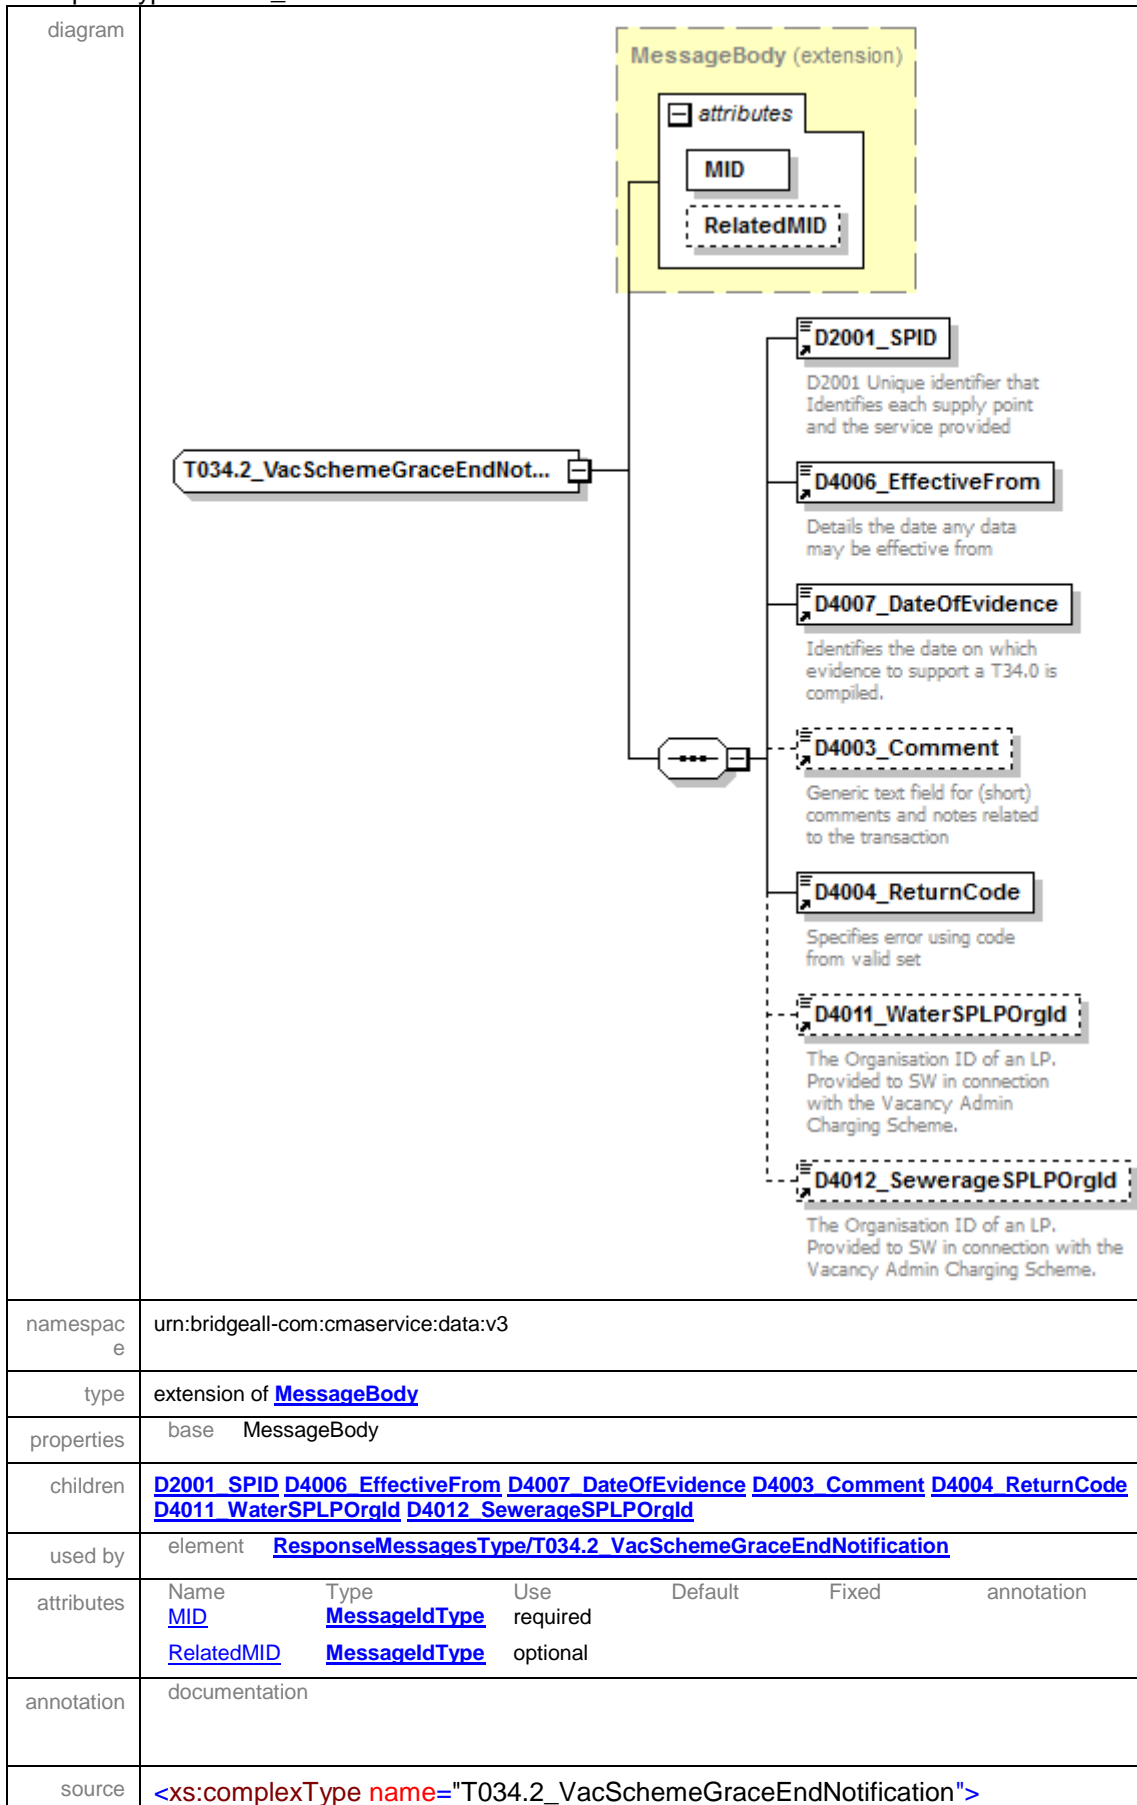 diagram
MessageBody (extension)
attributes
MID
RelatedMID
D2001_SPID
D2001 Unique identifier that
Identifies each supply point
and the service provided
T034.2_VacSchemeGraceEndNot...
D4006_EffectiveFrom
Details the date any data
may be effective from
D4007_DateOfEvidence
Identifies the date on which
evidence to support a T34.0 is
compiled.
D4003_Comment
Generic text field for (short)
comments and notes related
to the transaction
D4004_ReturnCode
Specifies error using code
from valid set
D4011_WaterSPLPOrgId
The Organisation ID of an LP.
Provided to SW in connection
with the Vacancy Admin
Charging Scheme.
D4012_SewerageSPLPOrgId
The Organisation ID of an LP.
Provided to SW in connection with the
Vacancy Admin Charging Scheme.
namespac
e
urn:bridgeall-com:cmaservice:data:v3
type extension of MessageBody
properties base MessageBody
children D2001_SPID D4006_EffectiveFrom D4007_DateOfEvidence D4003_Comment D4004_ReturnCode
D4011_WaterSPLPOrgId D4012_SewerageSPLPOrgId
used by element ResponseMessagesType/T034.2_VacSchemeGraceEndNotification
attributes Name Type Use Default Fixed annotation
MID MessageIdType required
RelatedMID MessageIdType optional
annotation documentation
source <xs:complexType name="T034.2_VacSchemeGraceEndNotification">